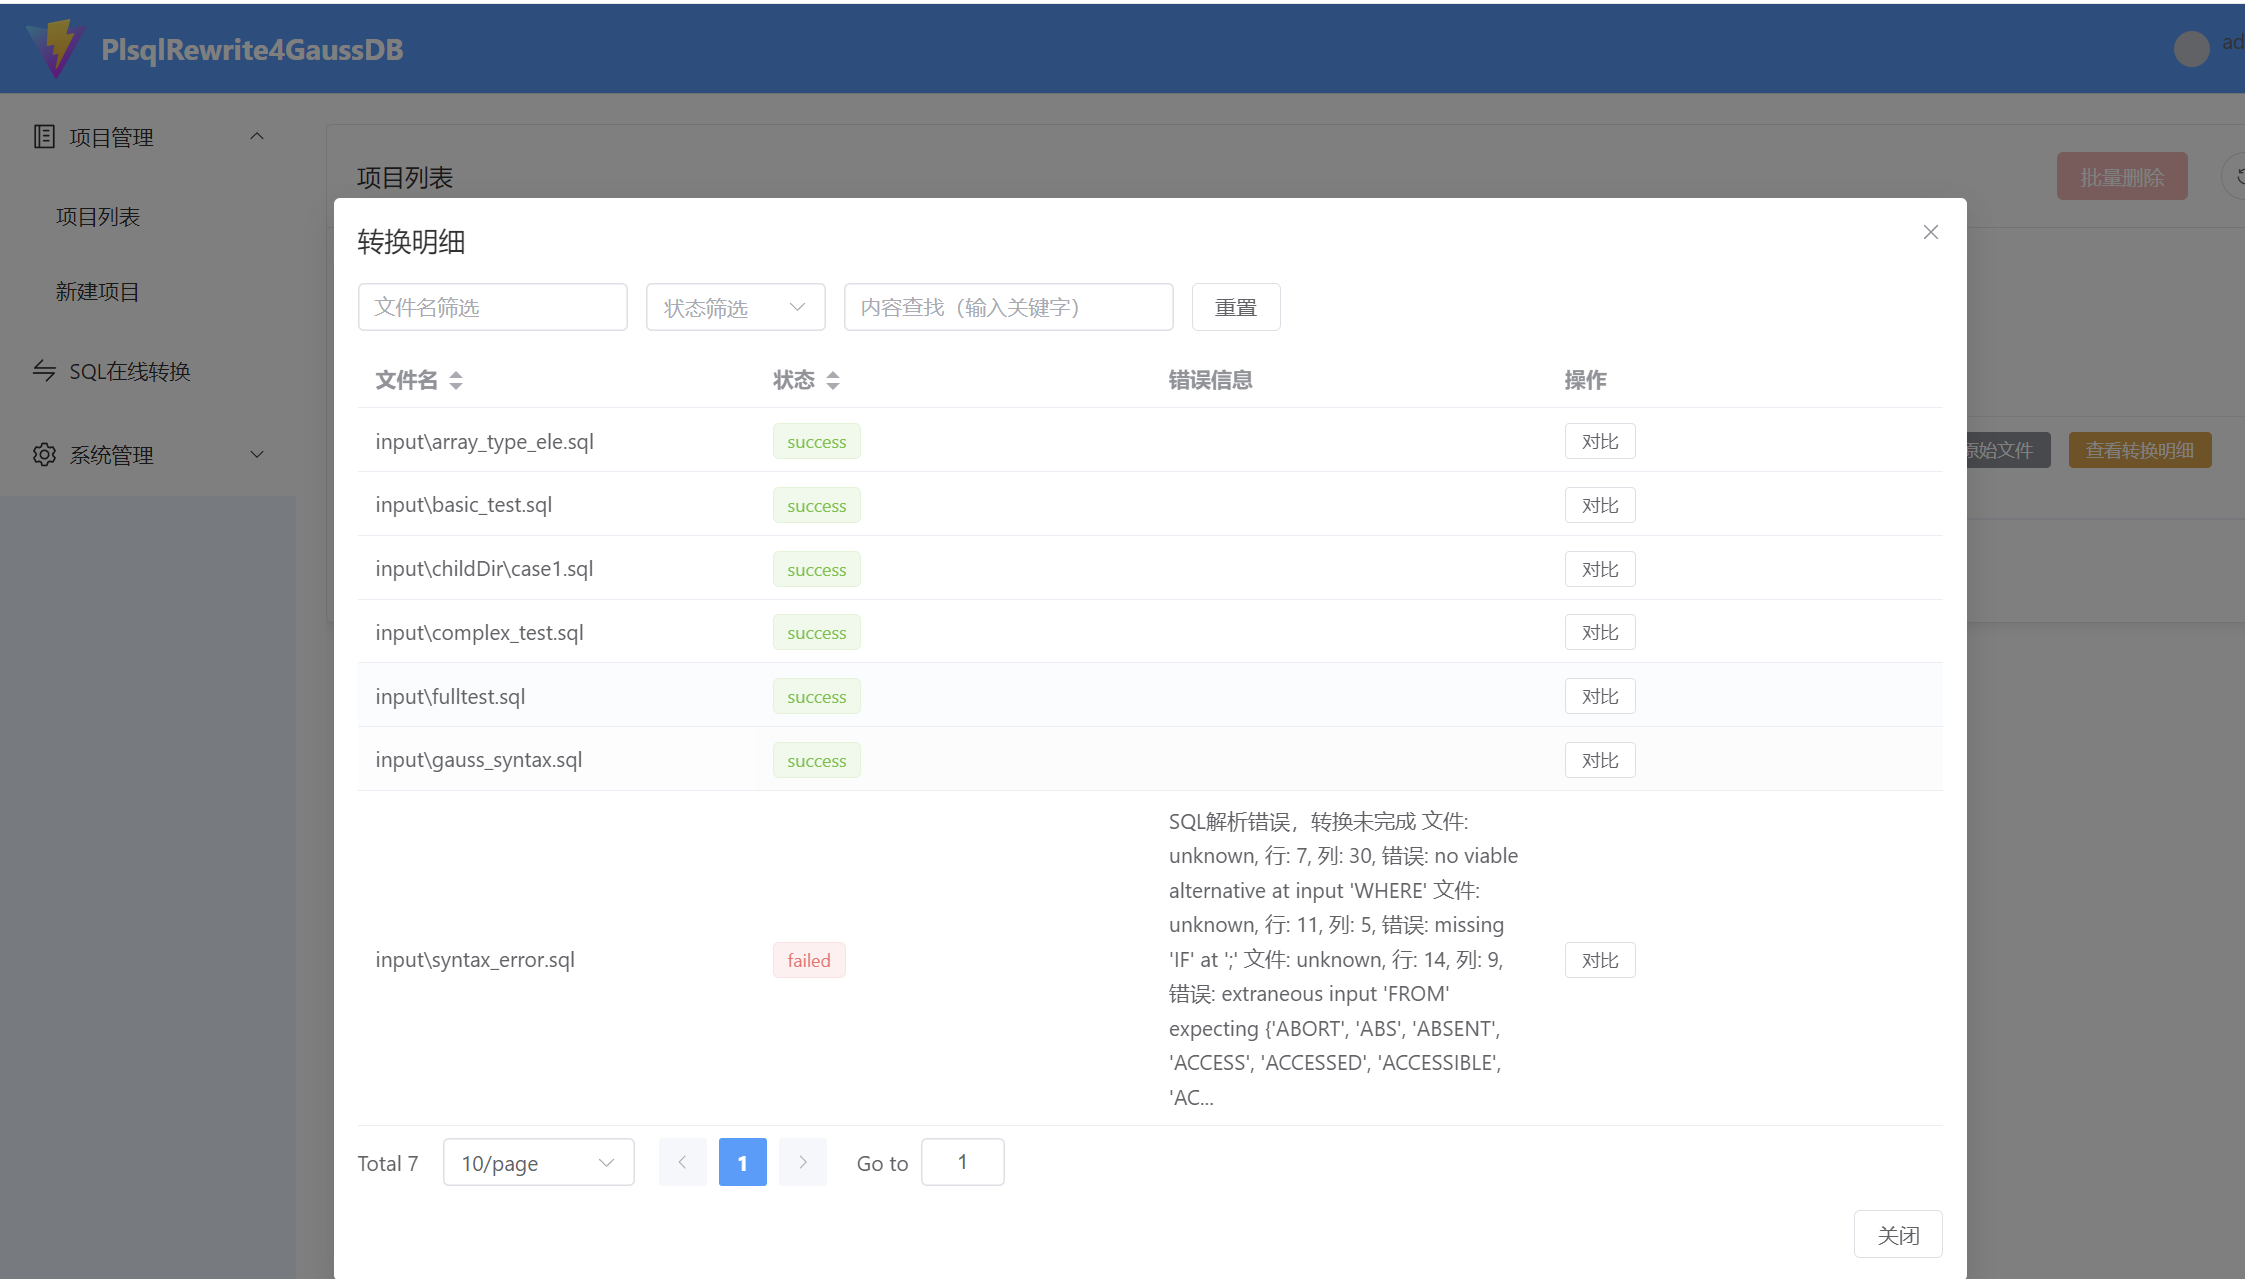 PlsqlRewrite4GaussDB
ad
项目管理
项目列表
新建项目
SQL在线转换
系统管理
项目列表
批量删除
原始文件
查看转换明细
转换明细
文件名筛选
状态筛选
内容查找（输入关键字）
重置
文件名 状态 错误信息 操作
input\array_type_ele.sql success 对比
input\basic_test.sql success 对比
input\childDir\case1.sql success 对比
input\complex_test.sql success 对比
input\fulltest.sql success 对比
input\gauss_syntax.sql success 对比
input\syntax_error.sql failed
SQL解析错误，转换未完成 文件:
unknown, 行: 7, 列: 30, 错误: no viable
alternative at input 'WHERE' 文件:
unknown, 行: 11, 列: 5, 错误: missing
'IF' at ';' 文件: unknown, 行: 14, 列: 9,
错误: extraneous input 'FROM'
expecting {'ABORT', 'ABS', 'ABSENT',
'ACCESS', 'ACCESSED', 'ACCESSIBLE',
'AC...
对比
Total 7 10/page 1 Go to 1
关闭